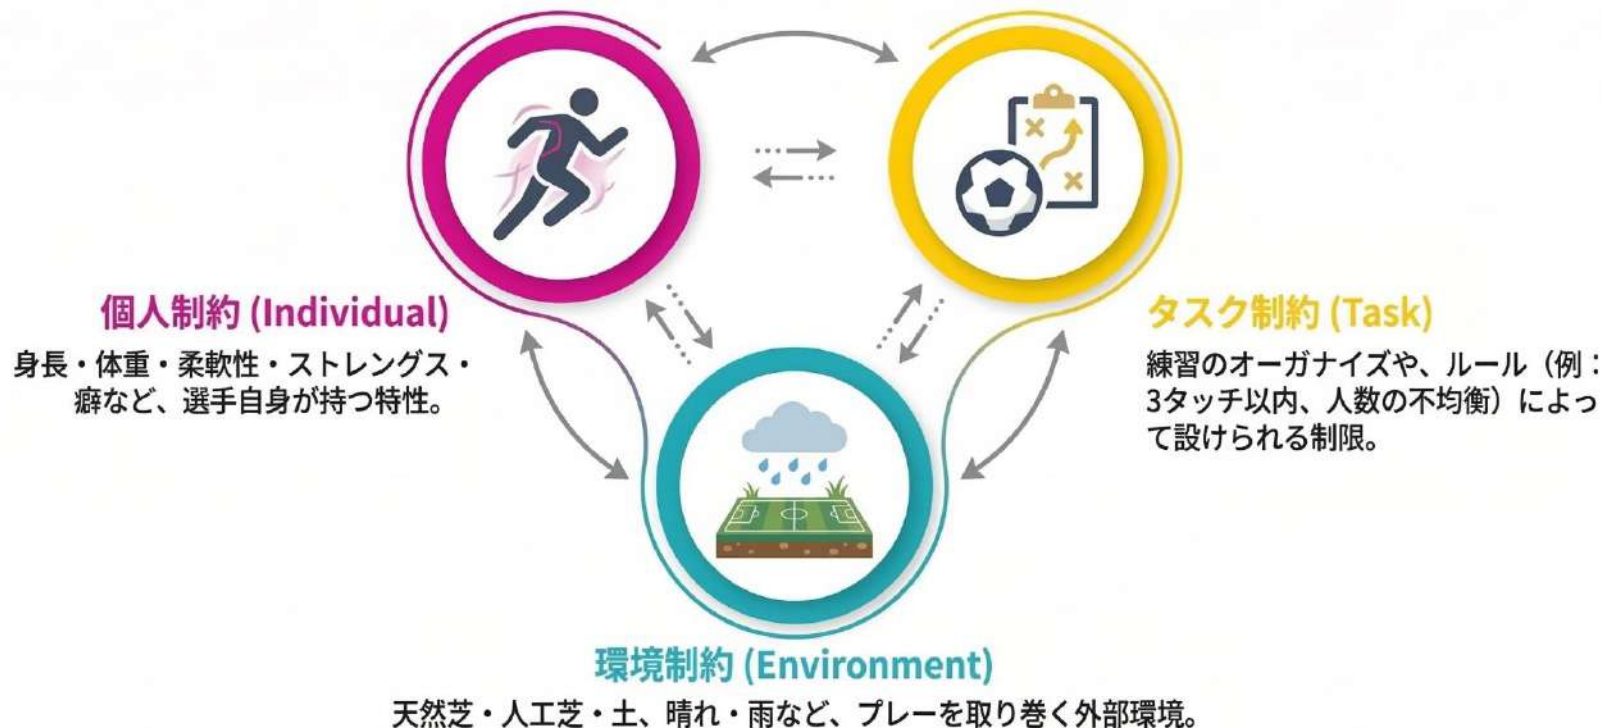 個人制約 (Individual)
身長・体重・柔軟性・ストレングス・
癖など、選手自身が持つ特性。
タスク制約 (Task)
練習のオーガナイズや、ルール（例：
3タッチ以内、人数の不均衡）によっ
て設けられる制限。
環境制約 (Environment)
天然芝・人工芝・土、晴れ・雨など、プレーを取り巻く外部環境。